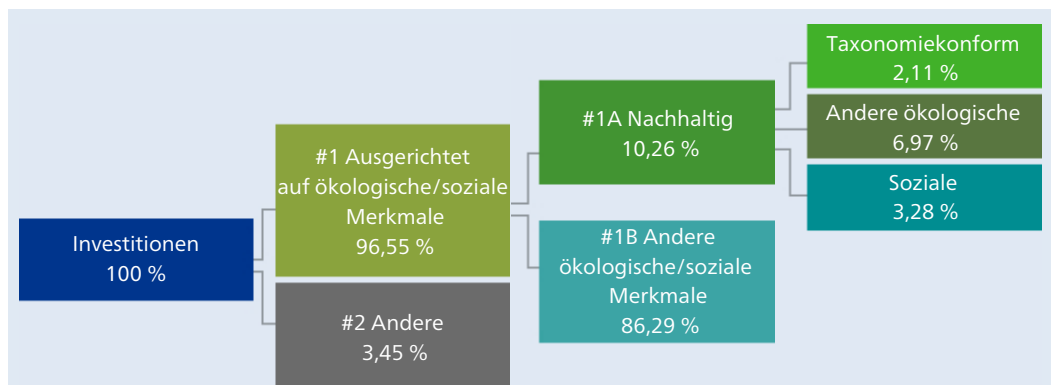 Investitionen
100 %
#1 Ausgerichtet
auf ökologische/soziale
Merkmale
96,55 %
#2 Andere
3,45 %
#1A Nachhaltig
10,26 %
#1B Andere
ökologische/soziale
Merkmale
86,29 %
Taxonomiekonform
2,11 %
Andere ökologische
6,97 %
Soziale
3,28 %